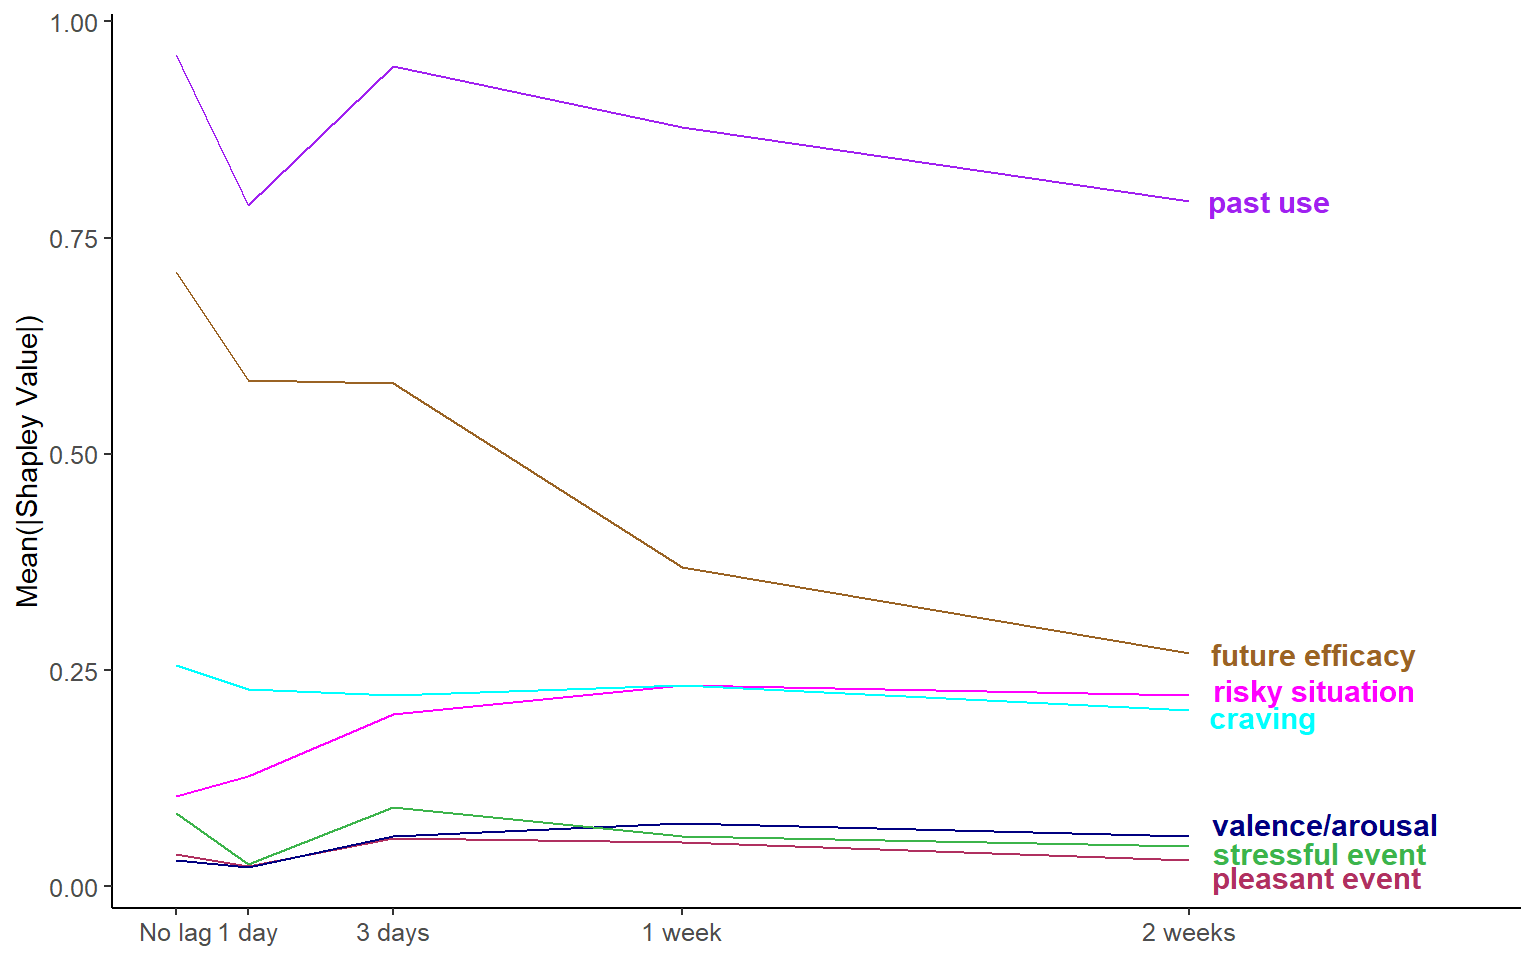 1.00
0.75
0.50
0.25
0.00
Mean(|Shapley Value|)
past use
future efficacy
risky situation
craving
valence/arousal
stressful event
pleasant event
No lag 1 day 3 days 1 week 2 weeks